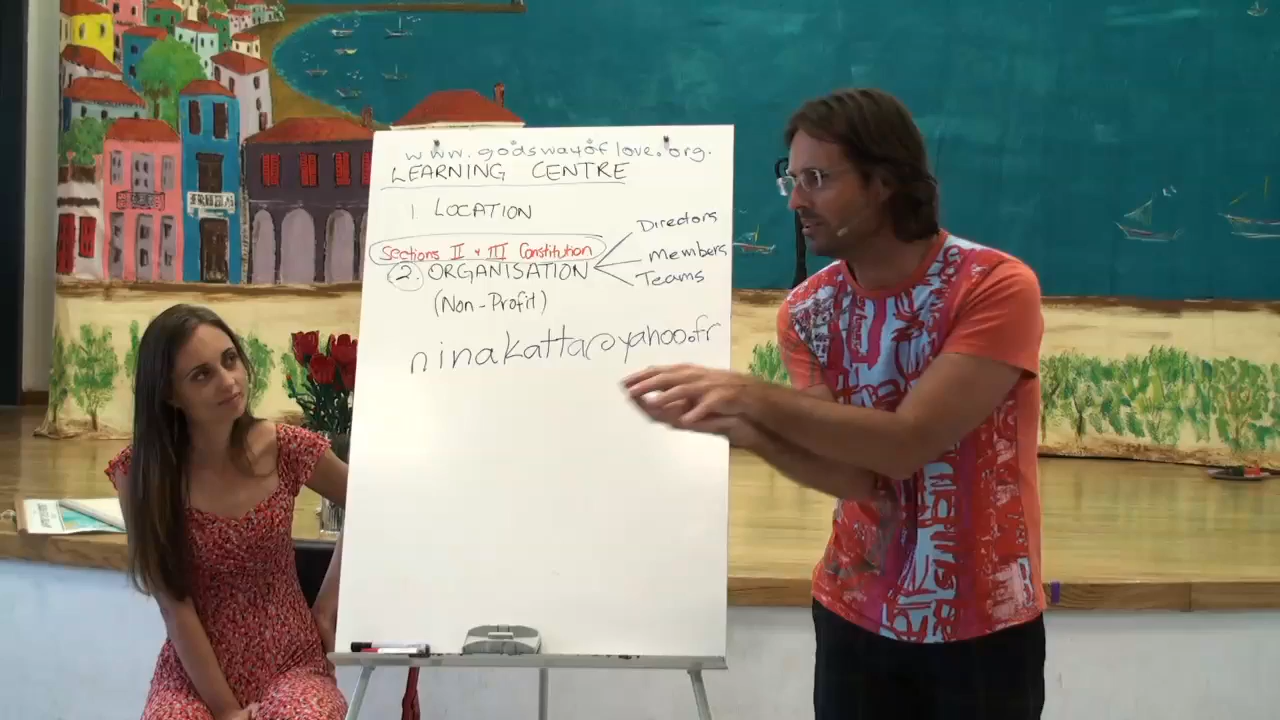 www.godswayoflove.org.
LEARNING CENTRE
1 LOCATION
Sections II & III Constitution
2. ORGANISATION
Directors
Members
Teams
(Non-Profit)
ninakatta@yahoo.fr